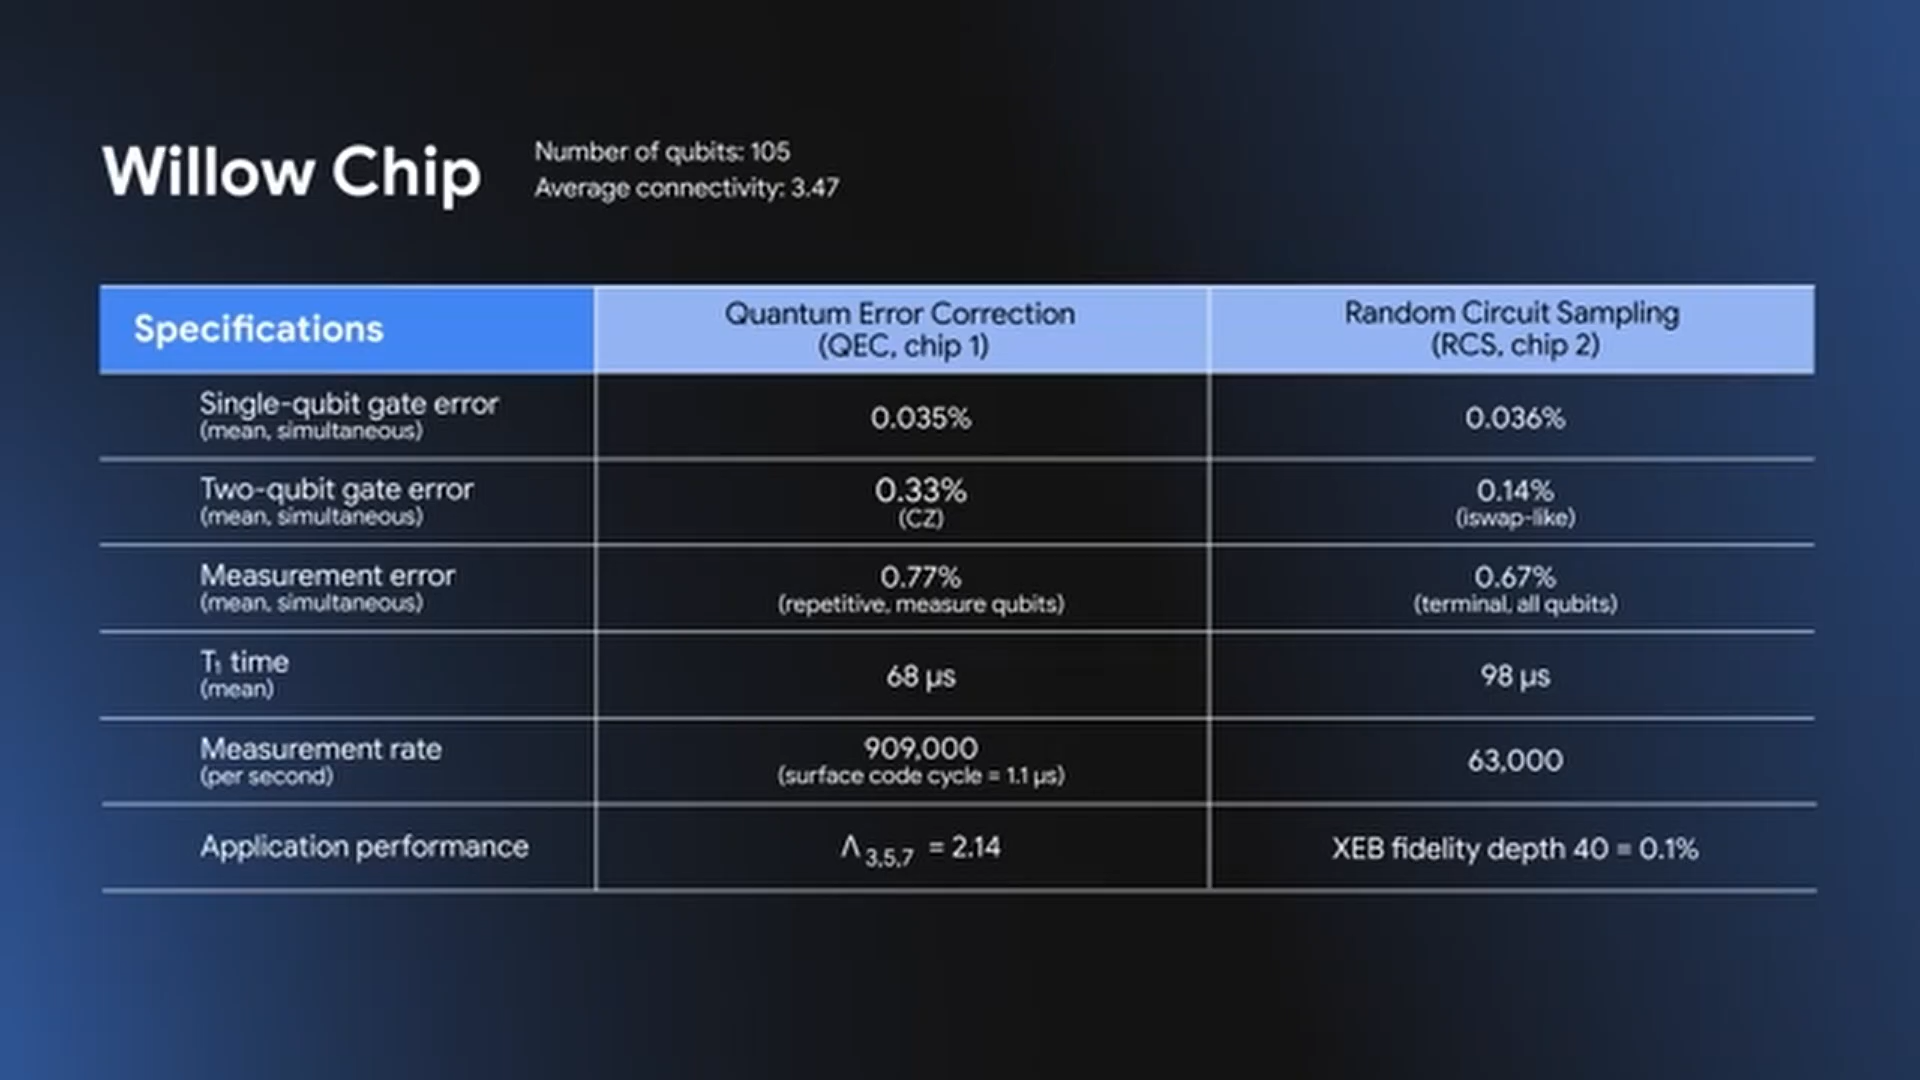 Willow Chip
Number of qubits: 105
Average connectivity: 3.47
Specifications
Quantum Error Correction
(QEC, chip 1)
Random Circuit Sampling
(RCS, chip 2)
Single-qubit gate error
(mean, simultaneous)
0.035%
0.036%
Two-qubit gate error
(mean, simultaneous)
0.33%
(CZ)
0.14%
(iswap-like)
Measurement error
(mean, simultaneous)
0.77%
(repetitive, measure qubits)
0.67%
(terminal, all qubits)
T₁ time
(mean)
68 µs
98 µs
Measurement rate
(per second)
909,000
(surface code cycle = 1.1 µs)
63,000
Application performance
Λ 3,5,7 = 2.14
XEB fidelity depth 40 = 0.1%